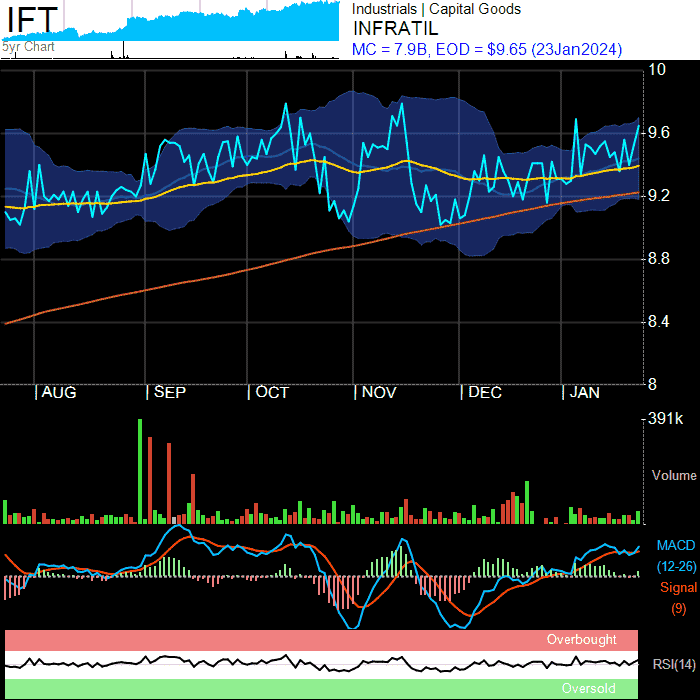 IFT
5yr Chart
Industrials | Capital Goods
INFRATIL
MC = 7.9B, EOD = $9.65 (23Jan2024)
10
9.6
9.2
8.8
8.4
8
| AUG | SEP | OCT | NOV | DEC | JAN
391k
Volume
MACD
(12-26)
Signal
(9)
Overbought
RSI(14)
Oversold